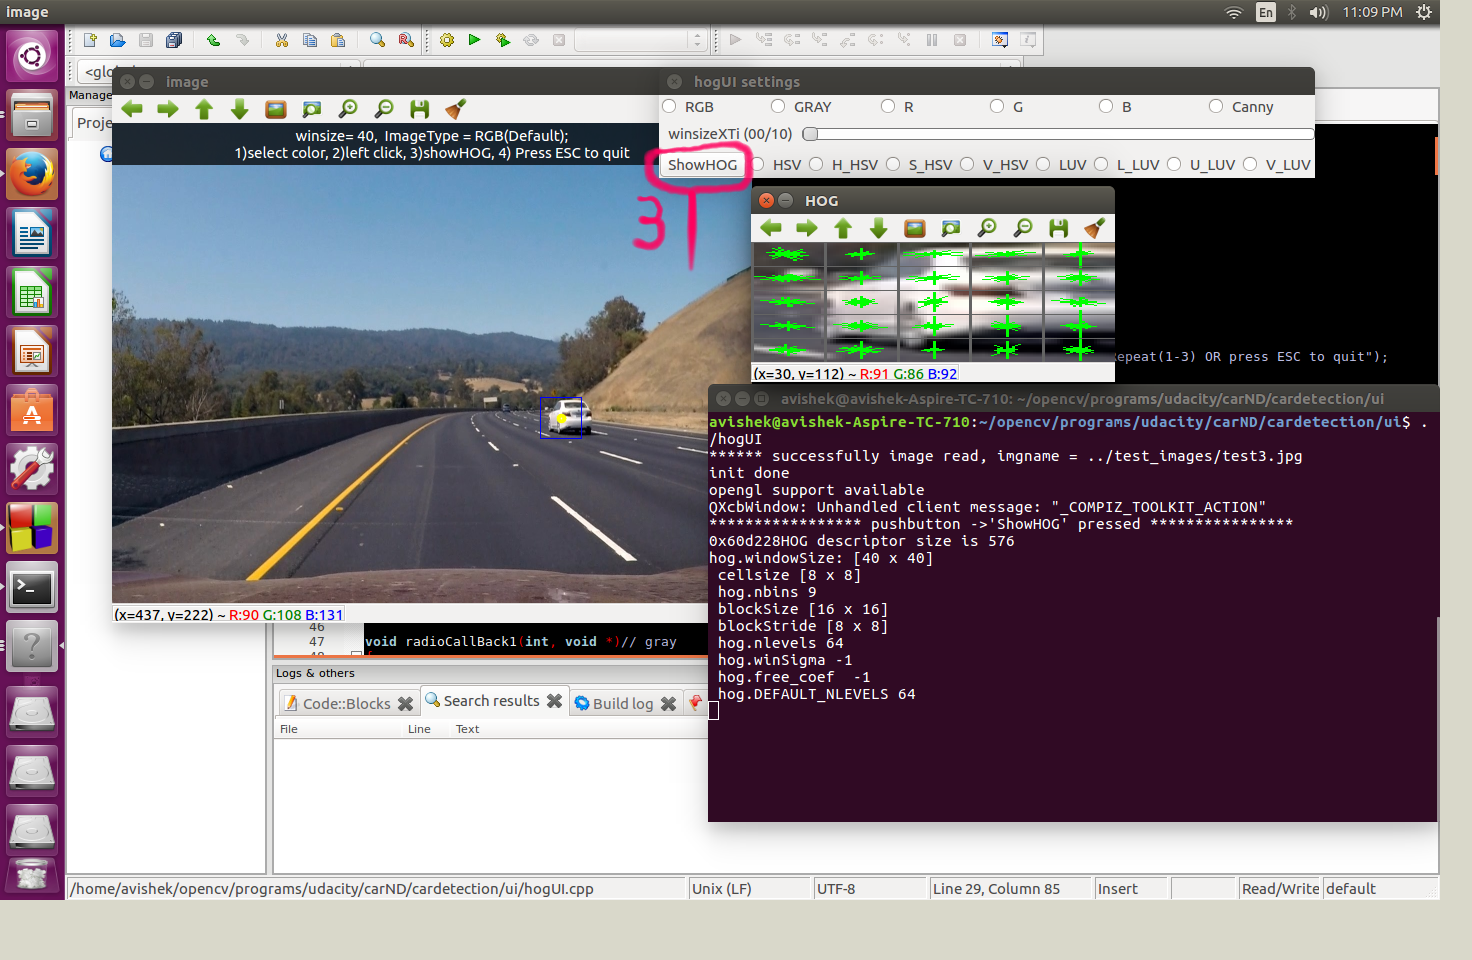 image
En
11:09 PM
<glo
Manage
Proje
image
winsize= 40, ImageType = RGB(Default);
1)select color, 2)left click, 3)showHOG, 4) Press ESC to quit
hogUI settings
RGB GRAY R G B Canny
winsizeXTi (00/10)
ShowHOG HSV H_HSV S_HSV V_HSV LUV L_LUV U_LUV V_LUV
3
HOG
(x=30, y=112) ~ R:91 G:86 B:92
epeat(1-3) OR press ESC to quit");
avishek@avishek-Aspire-TC-710: ~/opencv/programs/udacity/carND/cardetection/ui
avishek@avishek-Aspire-TC-710:~/opencv/programs/udacity/carND/cardetection/ui$ .
/hogUI
****** successfully image read, imgname = ../test_images/test3.jpg
init done
opengl support available
QXcbWindow: Unhandled client message: "_COMPIZ_TOOLKIT_ACTION"
***************** pushbutton ->'ShowHOG' pressed ****************
0x60d228HOG descriptor size is 576
hog.windowSize: [40 x 40]
cellsize [8 x 8]
hog.nbins 9
blockSize [16 x 16]
blockStride [8 x 8]
hog.nlevels 64
hog.winSigma -1
hog.free_coef -1
hog.DEFAULT_NLEVELS 64
(x=437, y=222) ~ R:90 G:108 B:131
46
47 void radioCallBack1(int, void *)// gray
Logs & others
Code::Blocks Search results Build log
File Line Text
/home/avishek/opencv/programs/udacity/carND/cardetection/ui/hogUI.cpp Unix (LF) UTF-8 Line 29, Column 85 Insert Read/Write default